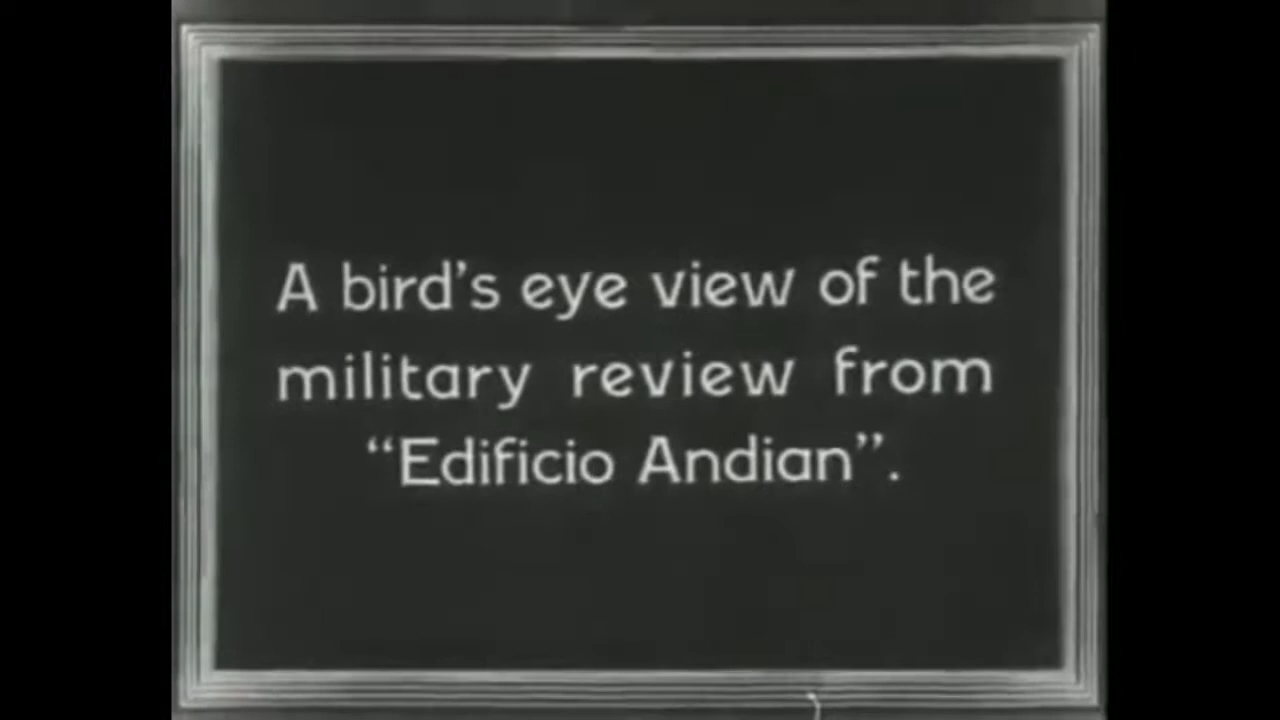 A bird's eye view of the
military review from
“Edificio Andian”.